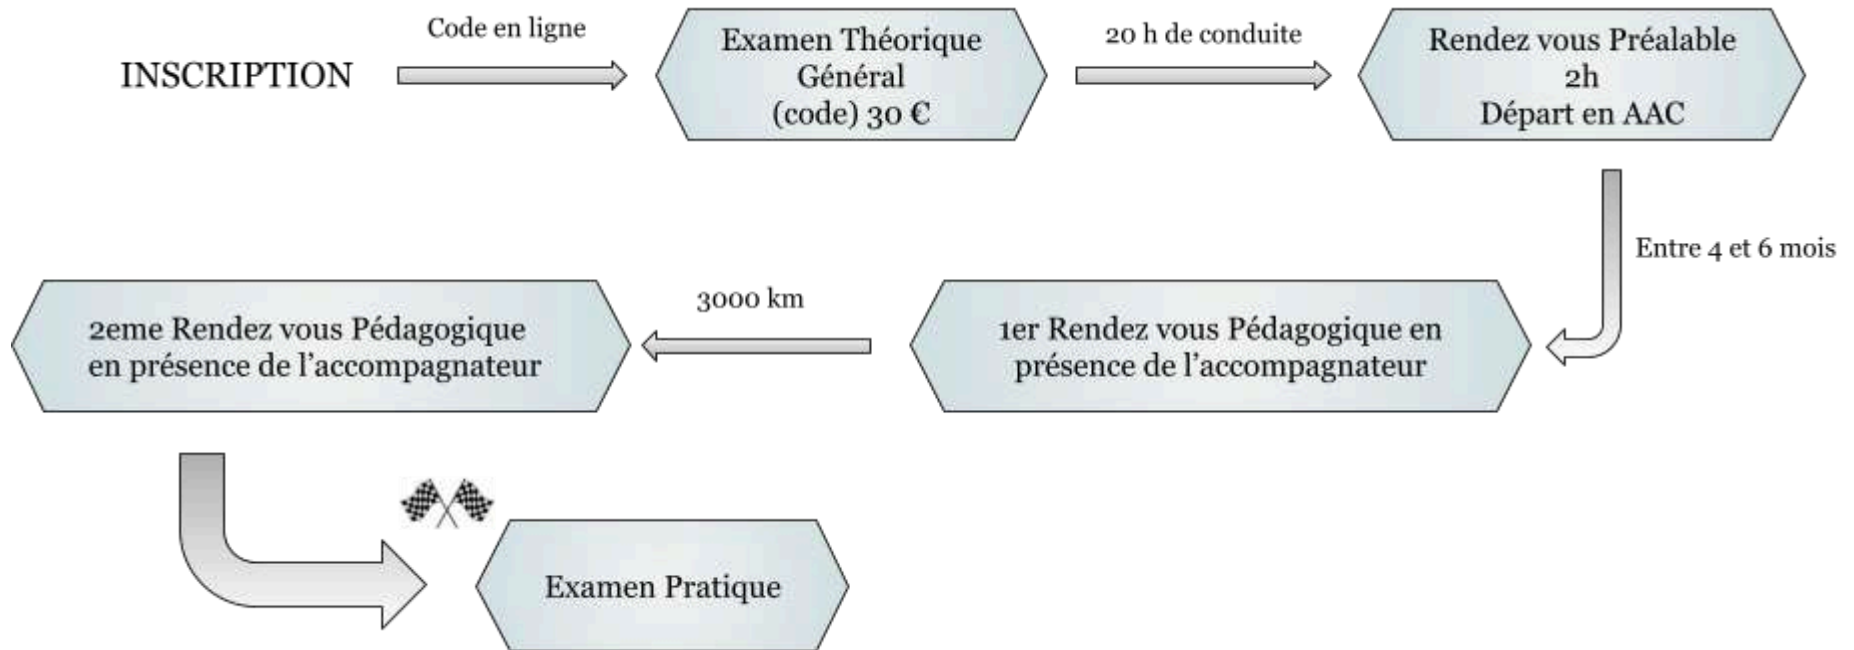 INSCRIPTION
Code en ligne
Examen Théorique
Général
(code) 30 €
20 h de conduite
Rendez vous Préalable
2h
Départ en AAC
Entre 4 et 6 mois
1er Rendez vous Pédagogique en
présence de l’accompagnateur
3000 km
2eme Rendez vous Pédagogique
en présence de l’accompagnateur
Examen Pratique